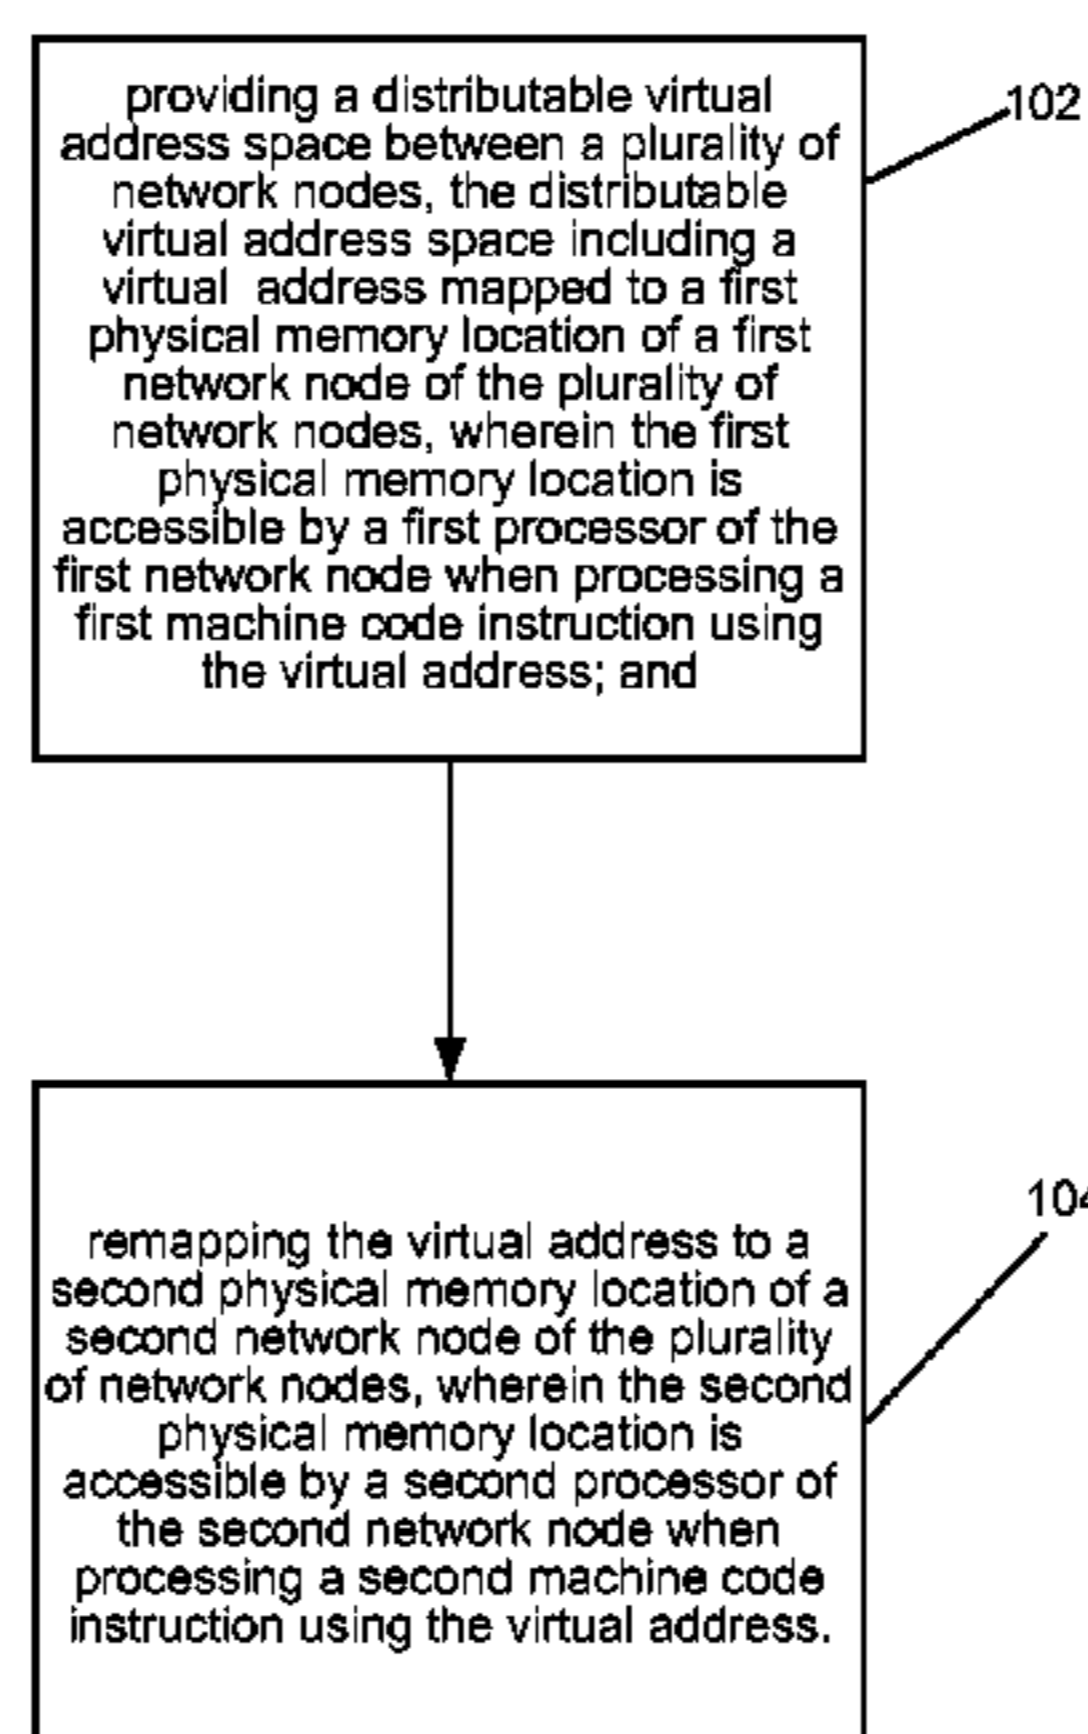 providing a distributable virtual
address space between a plurality of
network nodes, the distributable
virtual address space including a
virtual  address mapped to a first
physical memory location of a first
network node of the plurality of
network nodes, wherein the first
physical memory location is
accessible by a first processor of the
first network node when processing a
first machine code instruction using
the virtual address; and
102
remapping the virtual address to a
second physical memory location of a
second network node of the plurality
of network nodes, wherein the second
physical memory location is
accessible by a second processor of
the second network node when
processing a second machine code
instruction using the virtual address.
104